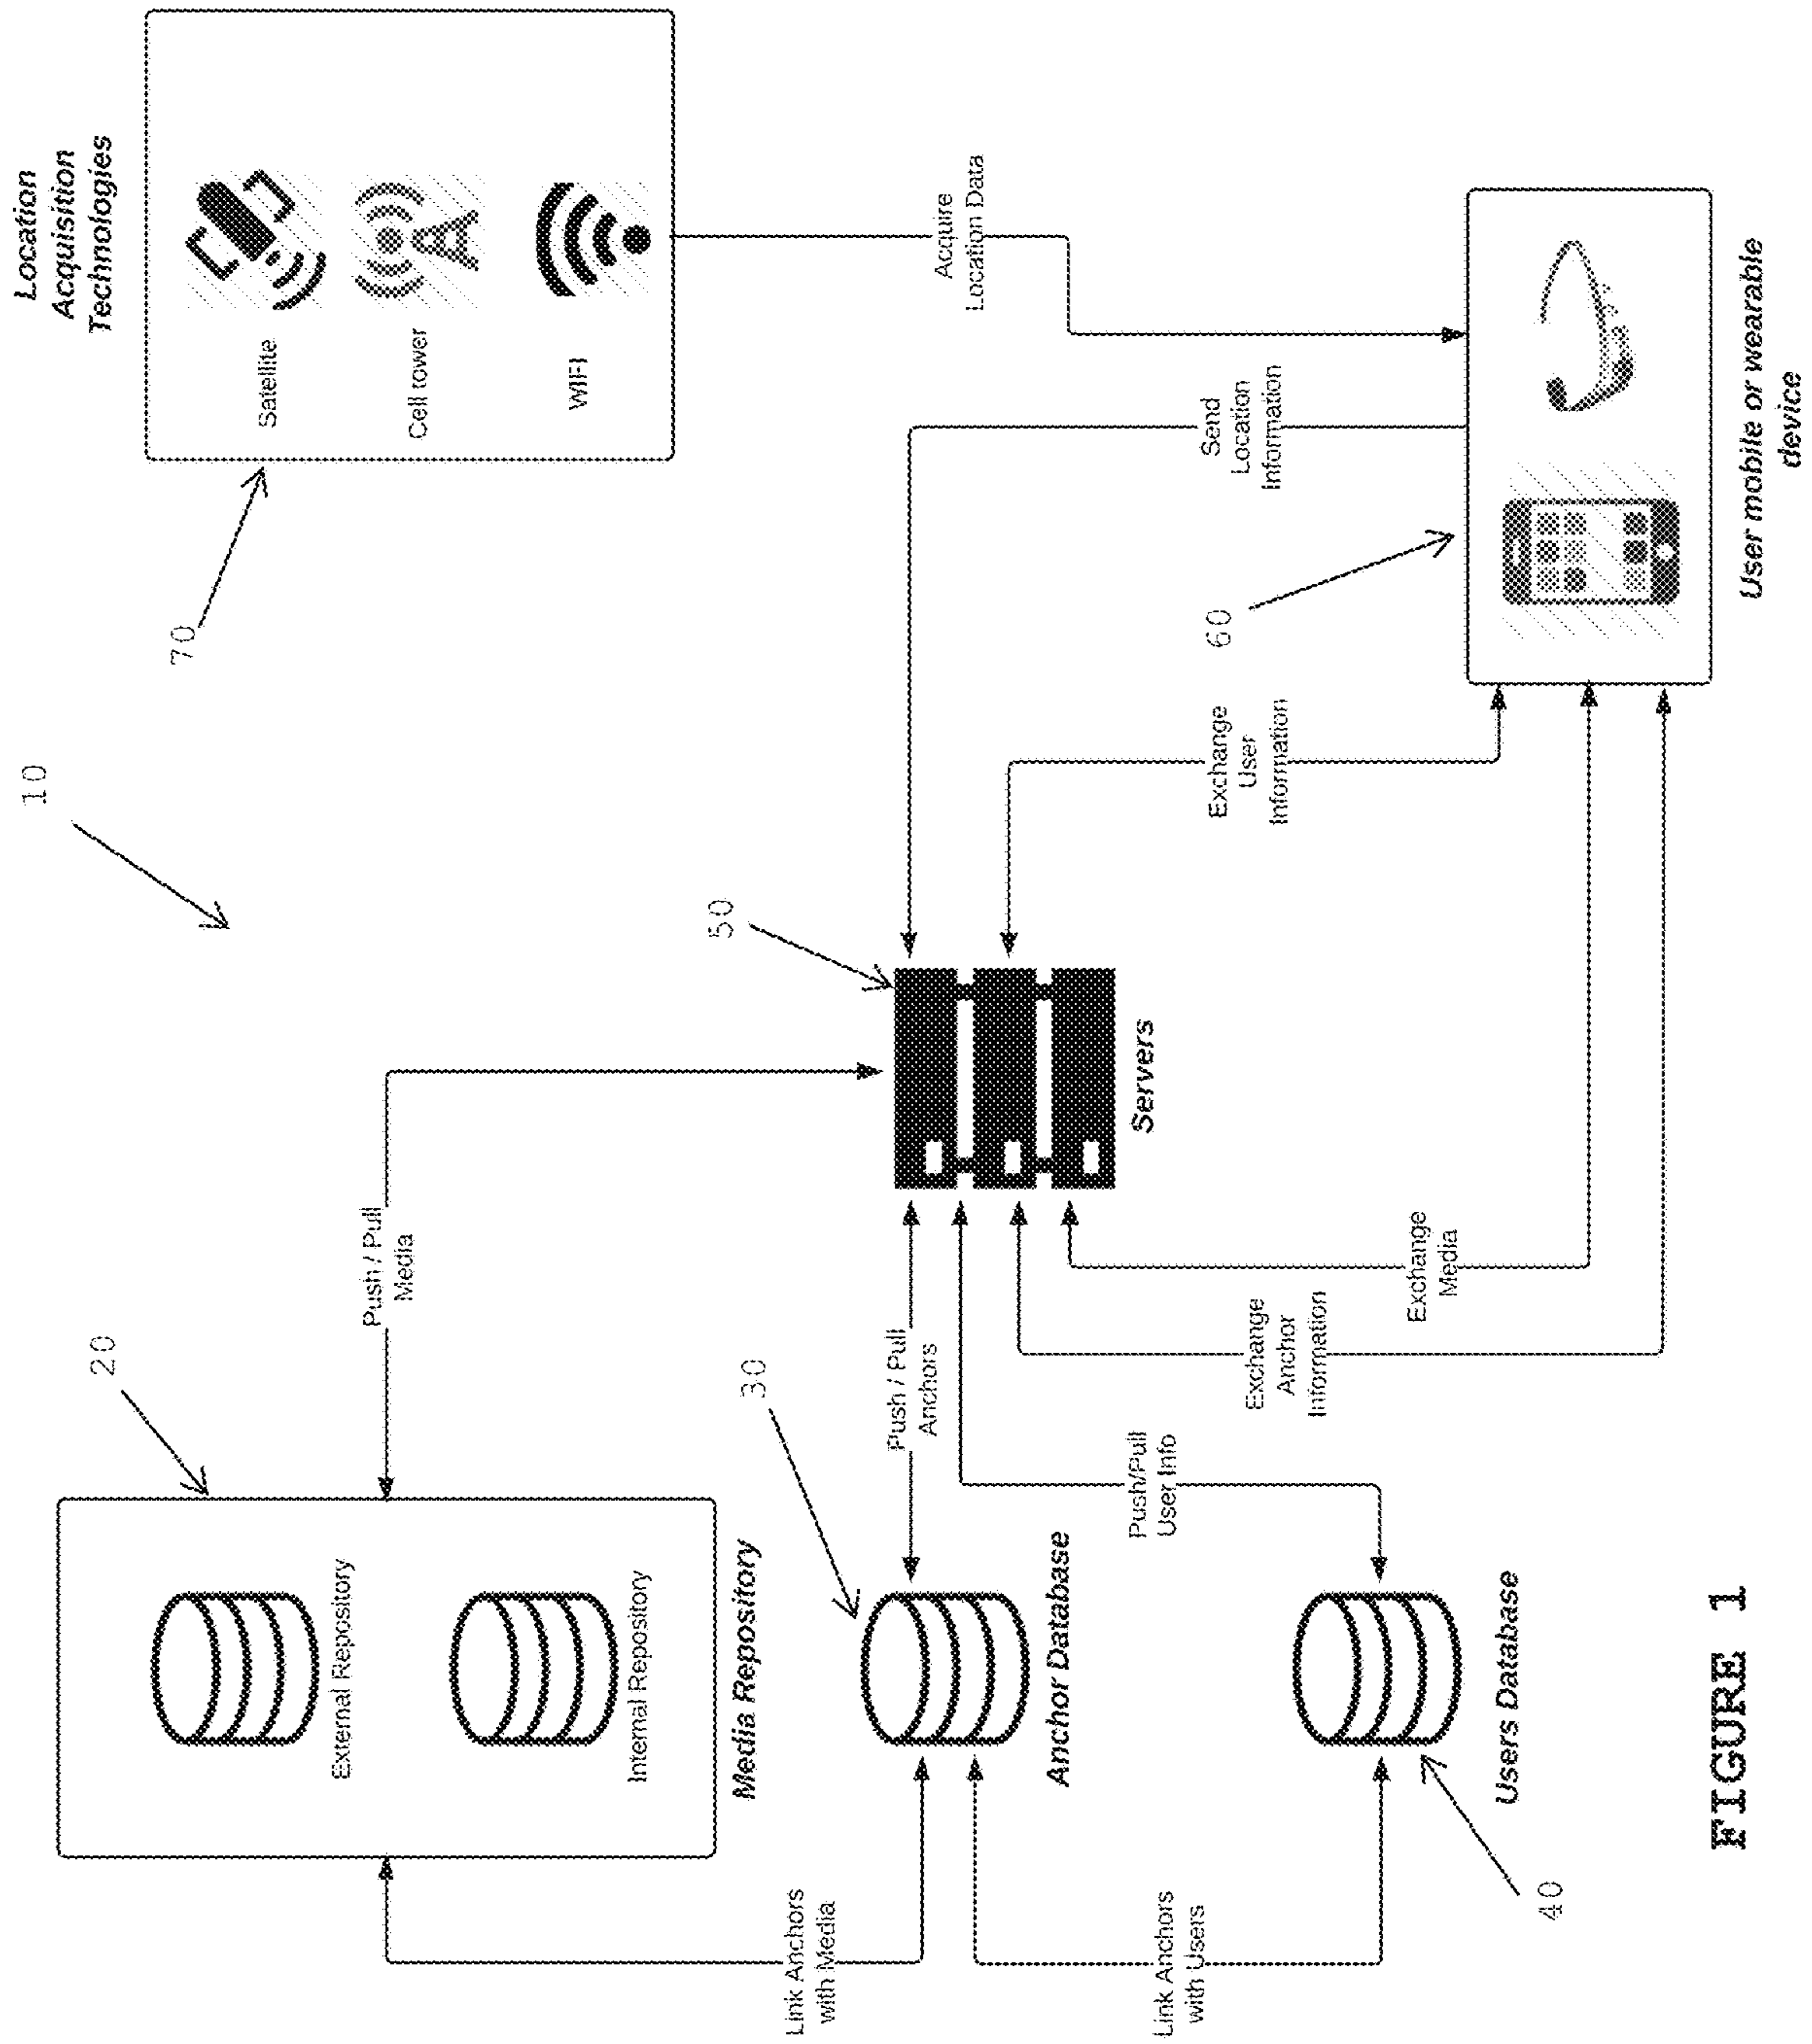 10
20
External Repository
Internal Repository
Media Repository
Push / Pull
Media
Location
Acquisition
Technologies
Satellite
Cell tower
WIFI
70
Link Anchors
with Media
30
Anchor Database
Push / Pull
Anchors
50
Servers
Acquire
Location Data
Send
Location
Information
Link Anchors
with Users
Push/Pull
User Info
Exchange
Anchor
Information
Exchange
Media
Exchange
User
Information
60
User mobile or wearable
device
Users Database
40
FIGURE 1